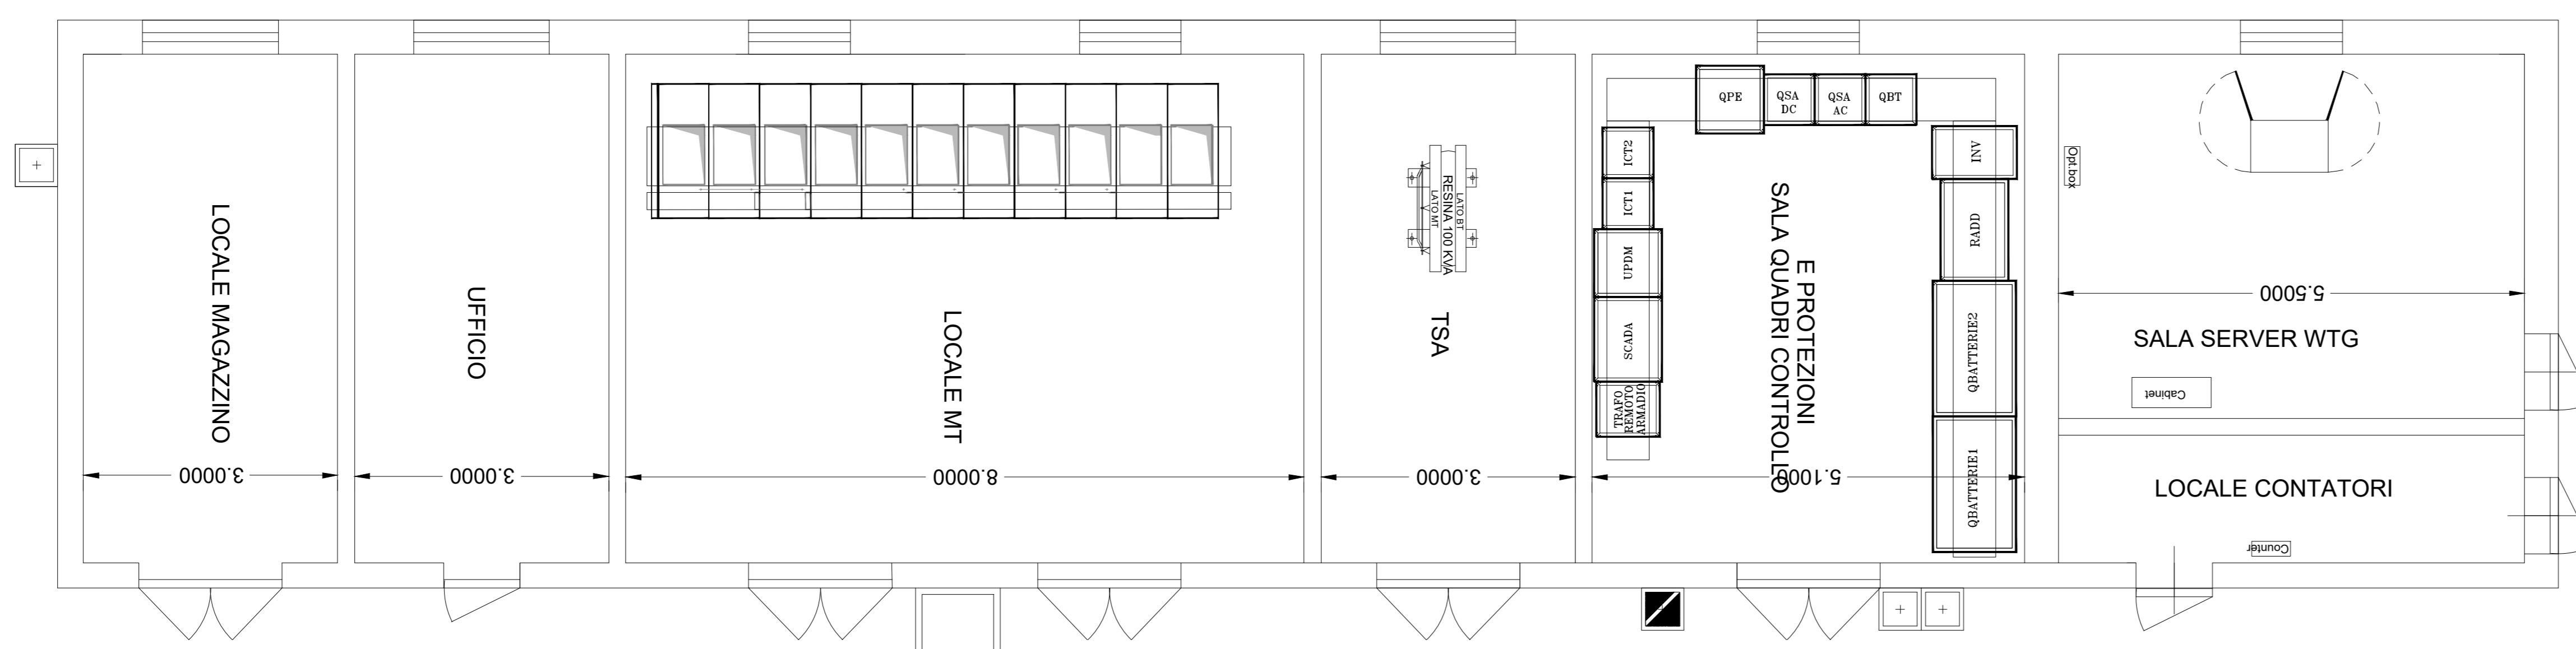 LOCALE MAGAZZINO
3.0000
UFFICIO
3.0000
LOCALE MT
8.0000
LATO BT
RESINA 100 KVA
LATO MT
TSA
3.0000
QPE
QSA
DC
QSA
AC
QBT
ICT2
ICT1
UPDM
SCADA
TRAFO
REMOTO
ARMADIO
E PROTEZIONI
SALA QUADRI CONTROLLO
5.1000
INV
RADD
QBATTERIE2
QBATTERIE1
Opt.box
5.5000
SALA SERVER WTG
Cabinet
LOCALE CONTATORI
Counter